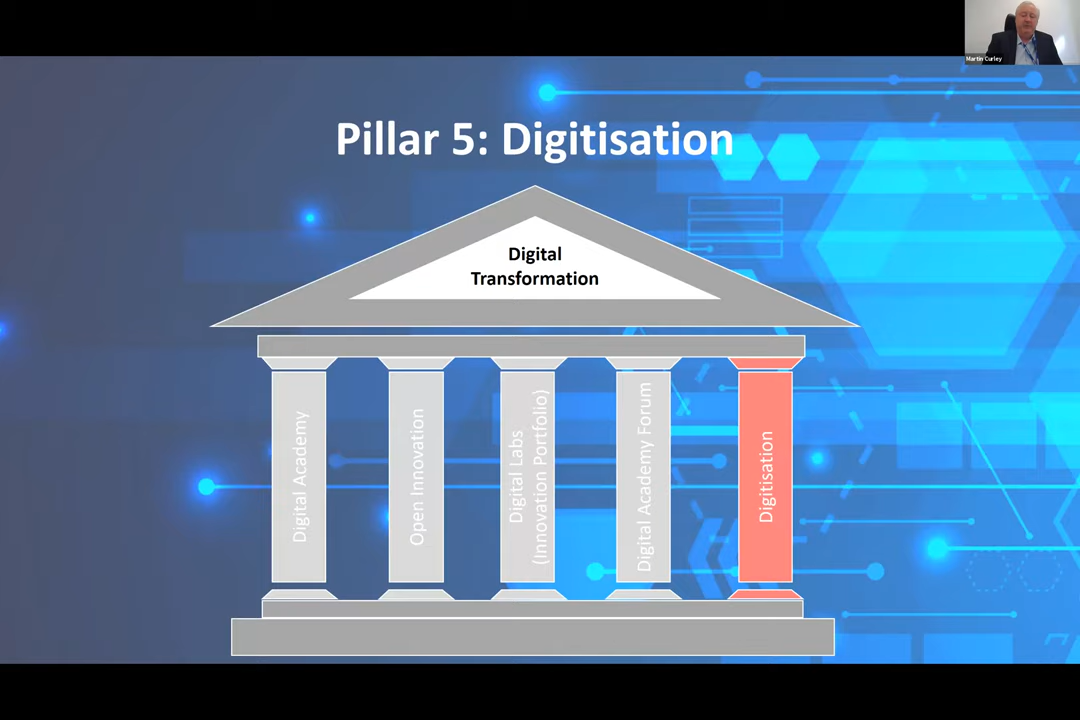 Martin Curley
Pillar 5: Digitisation
Digital
Transformation
Digital Academy
Open Innovation
Digital Labs
(Innovation Portfolio)
Digital Academy Forum
Digitisation